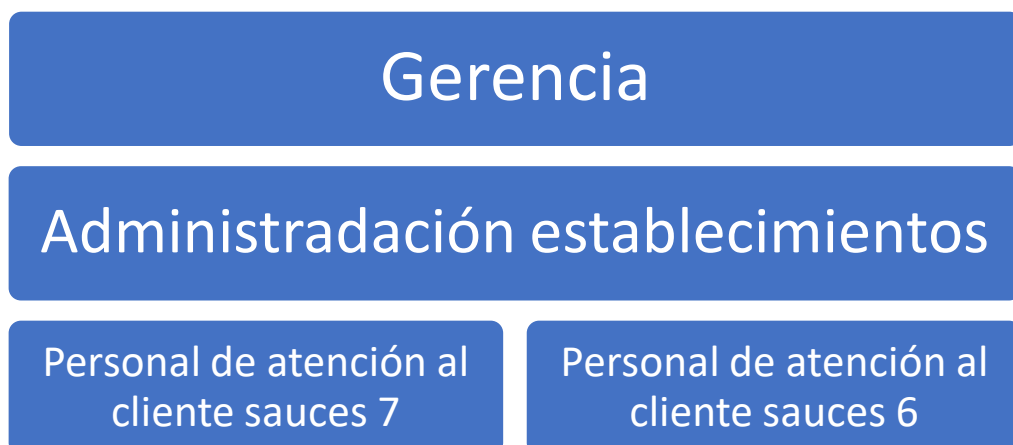 Gerencia
Administradación establecimientos
Personal de atención al
cliente sauces 7
Personal de atención al
cliente sauces 6